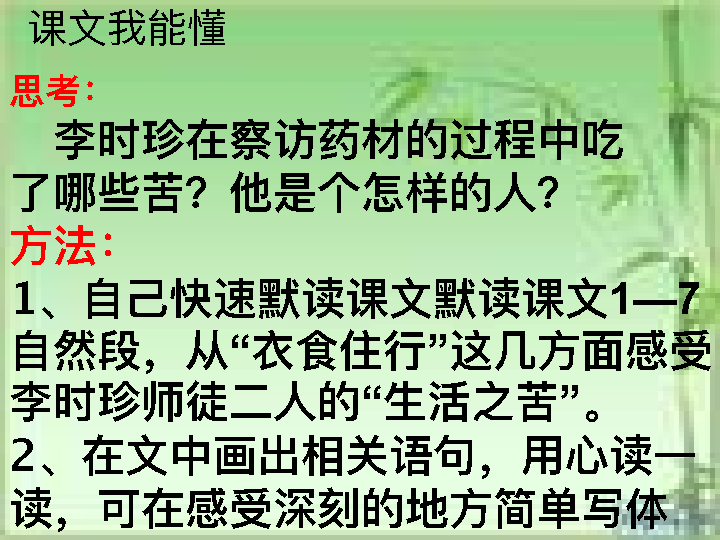 课文我能懂
思考：
李时珍在察访药材的过程中吃
了哪些苦？他是个怎样的人？
方法：
1、自己快速默读课文默读课文1—7
自然段，从“衣食住行”这几方面感受
李时珍师徒二人的“生活之苦”。
2、在文中画出相关语句，用心读一
读，可在感受深刻的地方简单写体